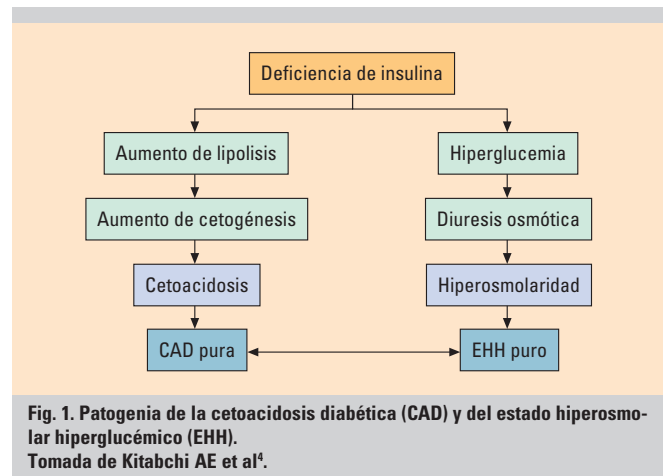 Deficiencia de insulina
Aumento de lipolisis
Hiperglucemia
Aumento de cetogénesis
Diuresis osmótica
Cetoacidosis
Hiperosmolaridad
CAD pura
EHH puro
Fig. 1. Patogenia de la cetoacidosis diabética (CAD) y del estado hiperosmo-
lar hiperglucémico (EHH).
Tomada de Kitabchi AE et al⁴.